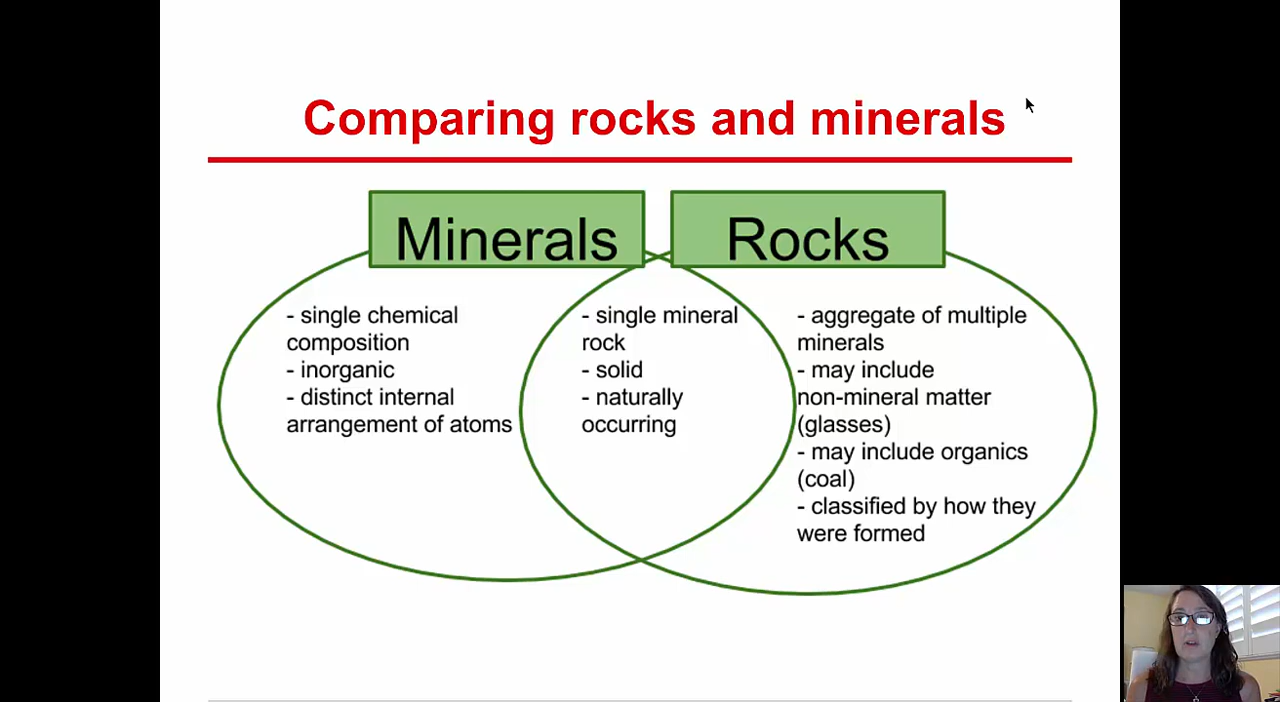 Comparing rocks and minerals
Minerals
Rocks
- single chemical
composition
- inorganic
- distinct internal
arrangement of atoms
- single mineral
rock
- solid
- naturally
occurring
- aggregate of multiple
minerals
- may include
non-mineral matter
(glasses)
- may include organics
(coal)
- classified by how they
were formed